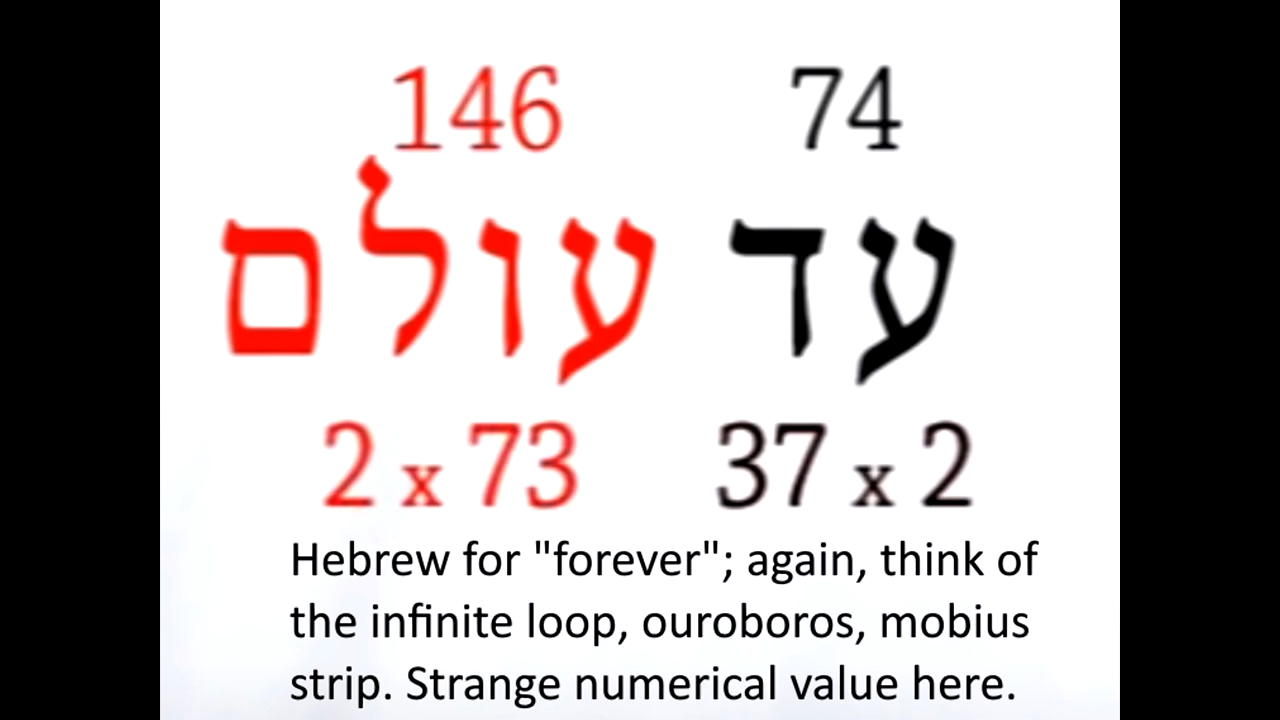 146 74
עד עולם
2 x 73 37 x 2
Hebrew for "forever"; again, think of
the infinite loop, ouroboros, mobius
strip. Strange numerical value here.